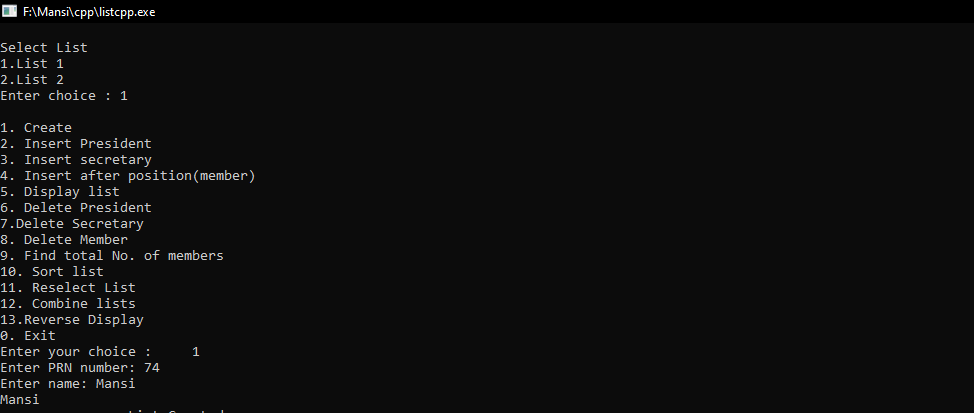 F:\Mansi\cpp\listcpp.exe
Select List
1.List 1
2.List 2
Enter choice : 1
1. Create
2. Insert President
3. Insert secretary
4. Insert after position(member)
5. Display list
6. Delete President
7.Delete Secretary
8. Delete Member
9. Find total No. of members
10. Sort list
11. Reselect List
12. Combine lists
13.Reverse Display
0. Exit
Enter your choice :     1
Enter PRN number: 74
Enter name: Mansi
Mansi